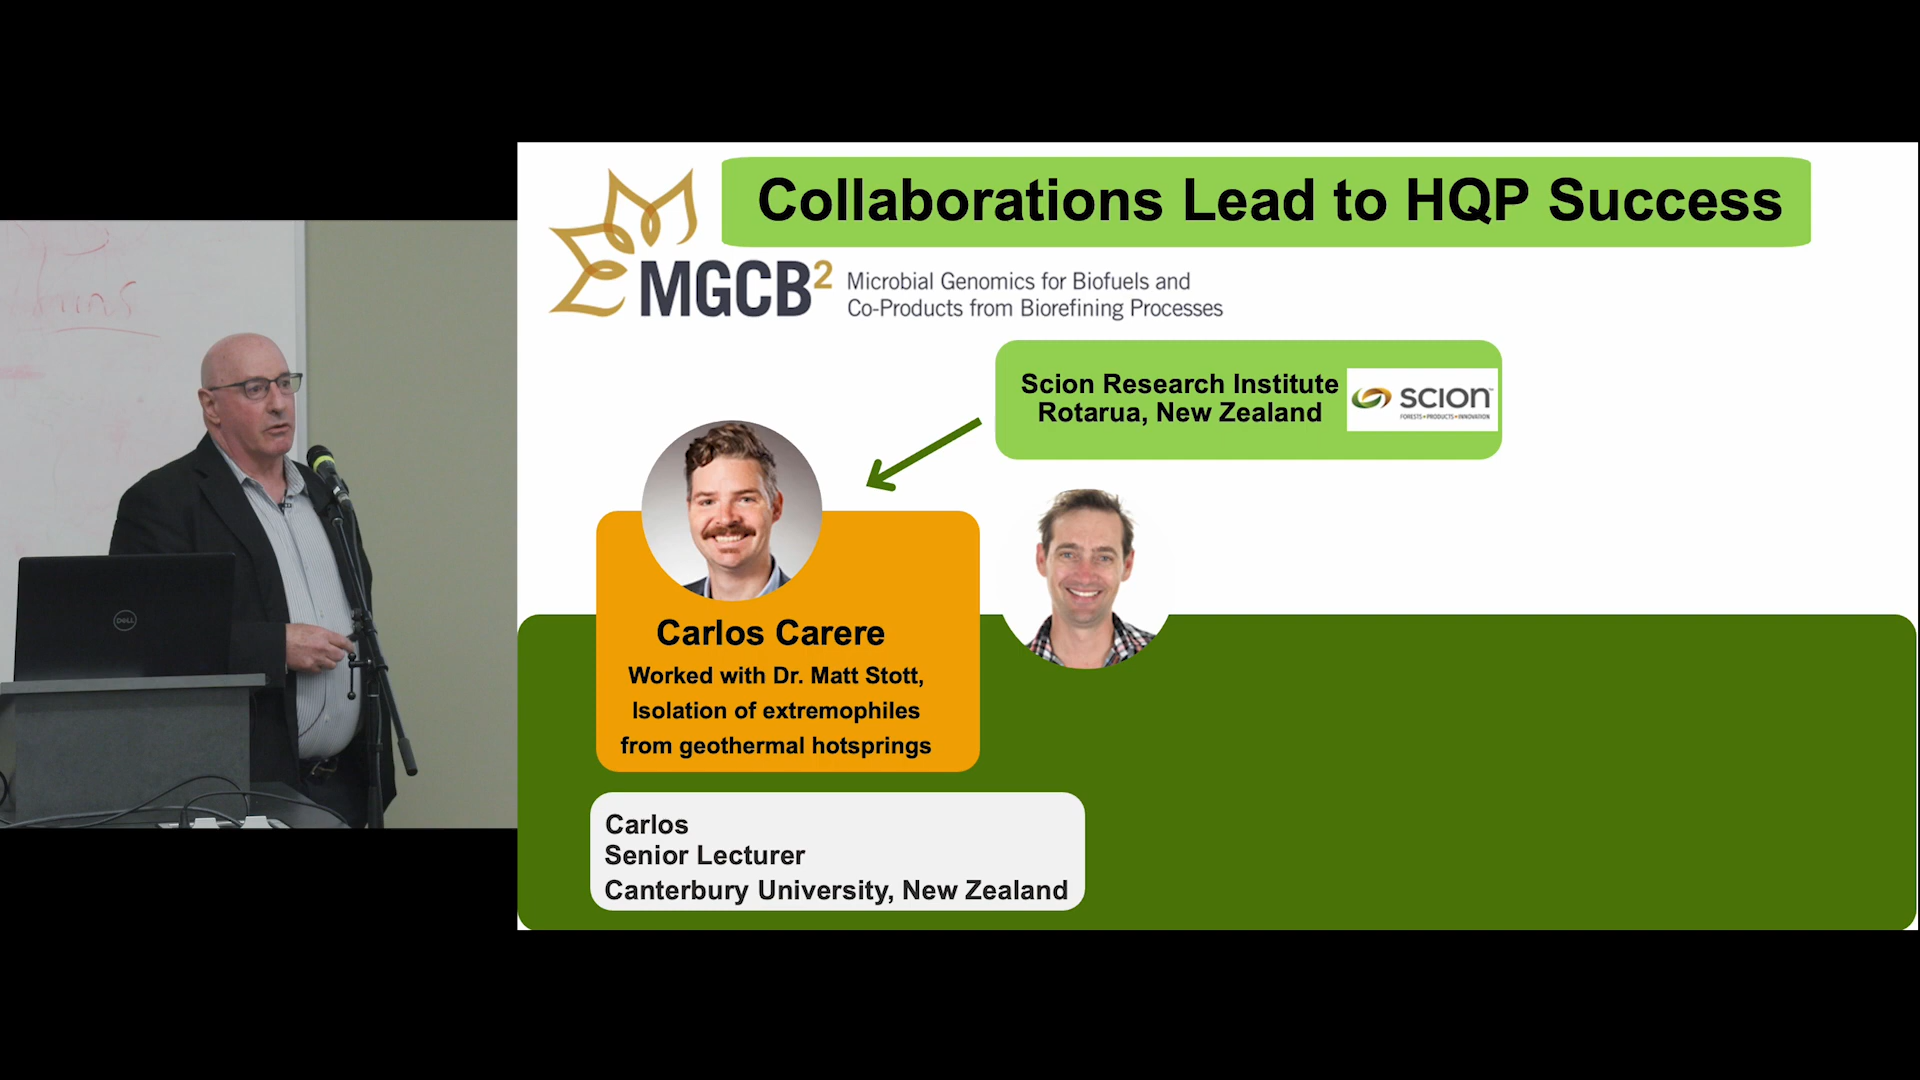 Collaborations Lead to HQP Success
MGCB2
Microbial Genomics for Biofuels and
Co-Products from Biorefining Processes
Scion Research Institute
Rotarua, New Zealand
SCION™
FORESTS • PRODUCTS • INNOVATION
Carlos Carere
Worked with Dr. Matt Stott,
Isolation of extremophiles
from geothermal hotsprings
Carlos
Senior Lecturer
Canterbury University, New Zealand
DELL